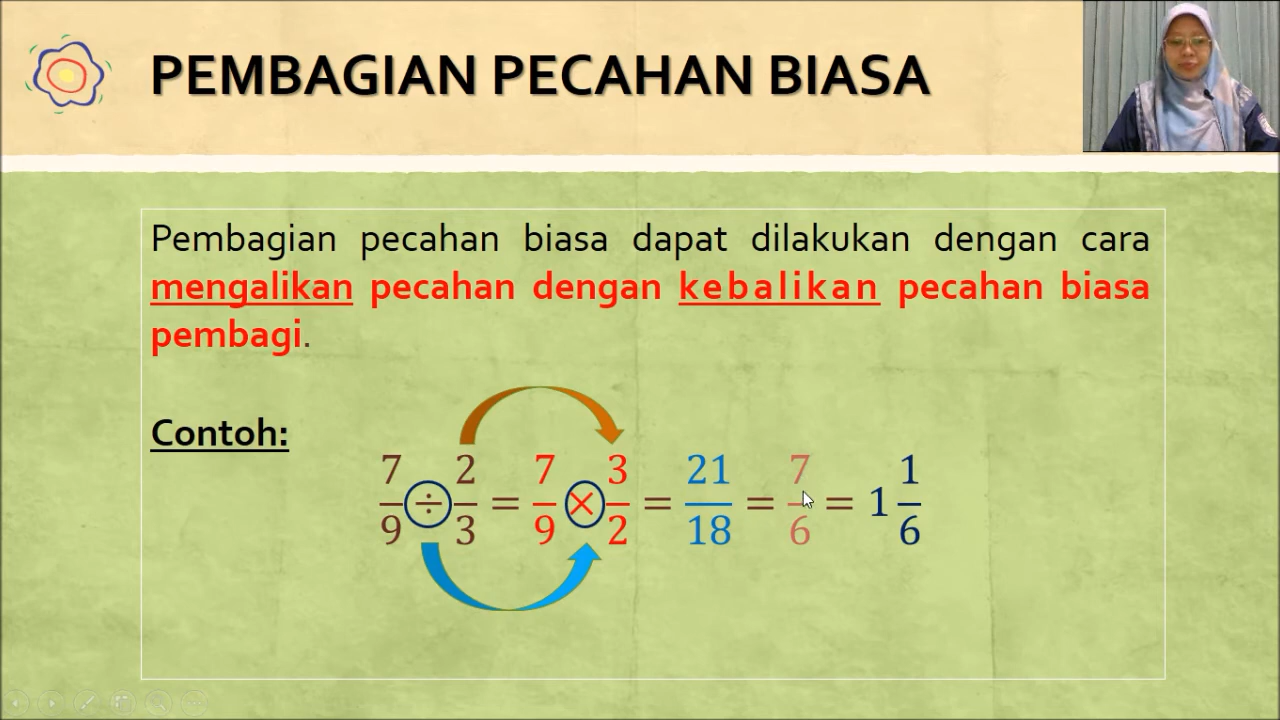 PEMBAGIAN PECAHAN BIASA
Pembagian pecahan biasa dapat dilakukan dengan cara
mengalikan pecahan dengan kebalikan pecahan biasa
pembagi.
Contoh:
7/9 ÷ 2/3 = 7/9 × 3/2 = 21/18 = 7/6 = 1 1/6